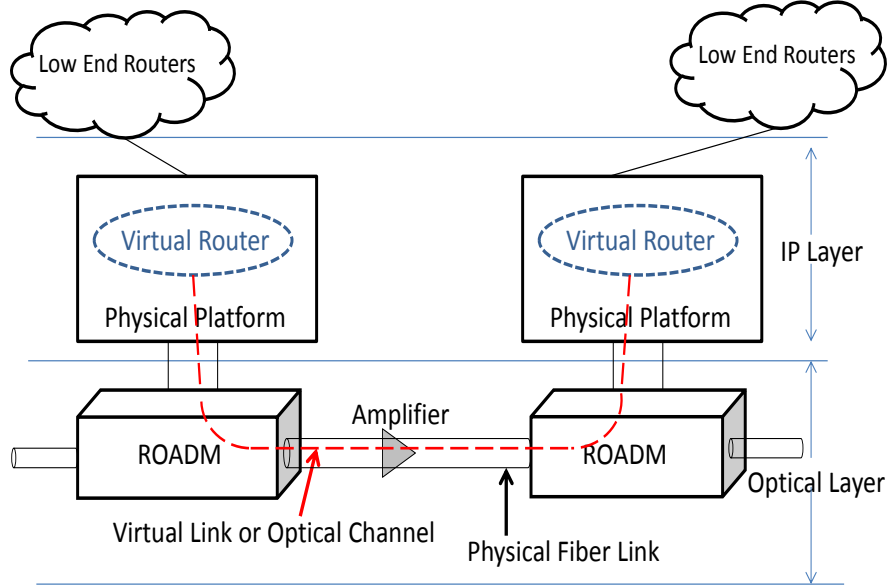 Low End Routers
Low End Routers
Virtual Router
Virtual Router
IP Layer
Physical Platform
Physical Platform
Amplifier
ROADM
ROADM
Optical Layer
Virtual Link or Optical Channel
Physical Fiber Link